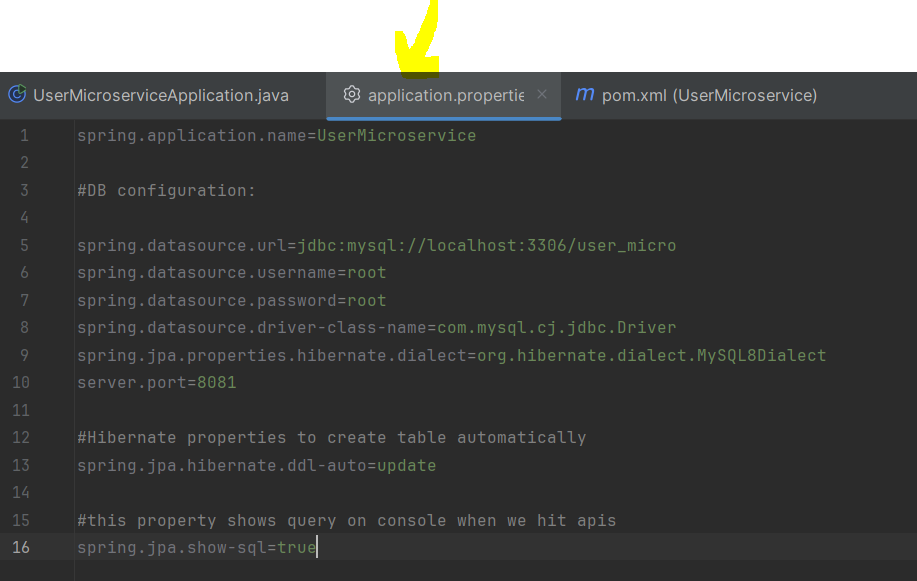 UserMicroserviceApplication.java
application.propertie
pom.xml (UserMicroservice)
1 spring.application.name=UserMicroservice
2
3 #DB configuration:
4
5 spring.datasource.url=jdbc:mysql://localhost:3306/user_micro
6 spring.datasource.username=root
7 spring.datasource.password=root
8 spring.datasource.driver-class-name=com.mysql.cj.jdbc.Driver
9 spring.jpa.properties.hibernate.dialect=org.hibernate.dialect.MySQL8Dialect
10 server.port=8081
11
12 #Hibernate properties to create table automatically
13 spring.jpa.hibernate.ddl-auto=update
14
15 #this property shows query on console when we hit apis
16 spring.jpa.show-sql=true